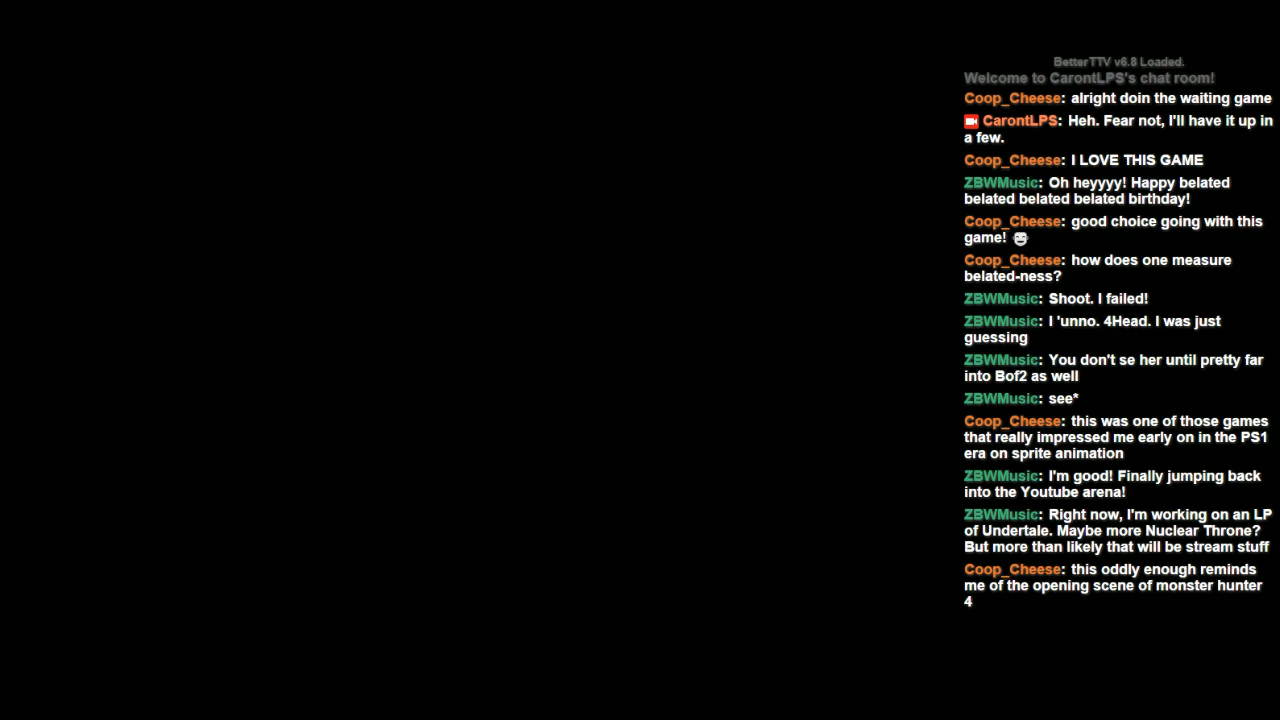 BetterTTV v6.8 Loaded.
Welcome to CarontLPS's chat room!
Coop_Cheese: alright doin the waiting game
CarontLPS: Heh. Fear not, I'll have it up in
a few.
Coop_Cheese: I LOVE THIS GAME
ZBWMusic: Oh heyyyy! Happy belated
belated belated belated birthday!
Coop_Cheese: good choice going with this
game!
Coop_Cheese: how does one measure
belated-ness?
ZBWMusic: Shoot. I failed!
ZBWMusic: I 'unno. 4Head. I was just
guessing
ZBWMusic: You don't se her until pretty far
into Bof2 as well
ZBWMusic: see*
Coop_Cheese: this was one of those games
that really impressed me early on in the PS1
era on sprite animation
ZBWMusic: I'm good! Finally jumping back
into the Youtube arena!
ZBWMusic: Right now, I'm working on an LP
of Undertale. Maybe more Nuclear Throne?
But more than likely that will be stream stuff
Coop_Cheese: this oddly enough reminds
me of the opening scene of monster hunter
4